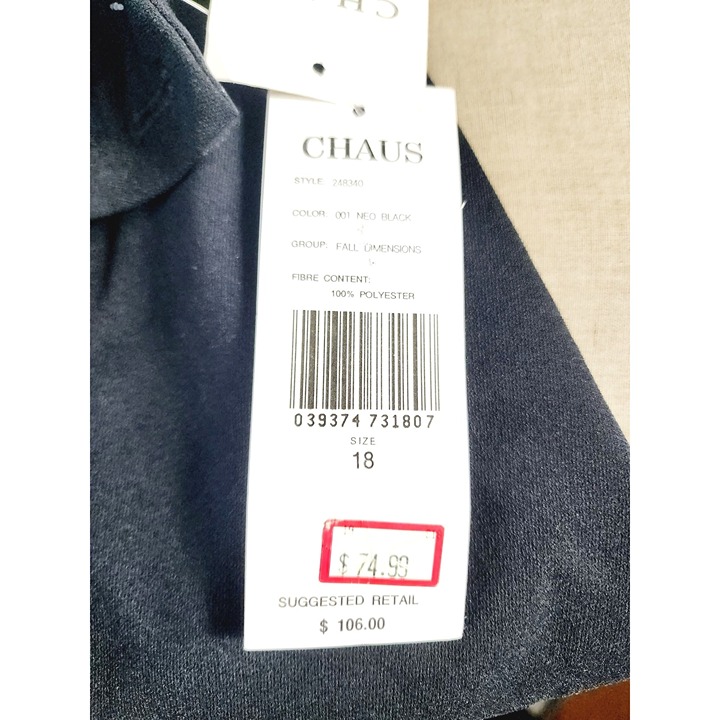 CHAUS
STYLE: 248340
COLOR: 001 NEO BLACK
GROUP: FALL DIMENSIONS
FIBRE CONTENT:
100% POLYESTER
039374 731807
SIZE
18
$ 74.99
SUGGESTED RETAIL
$ 106.00